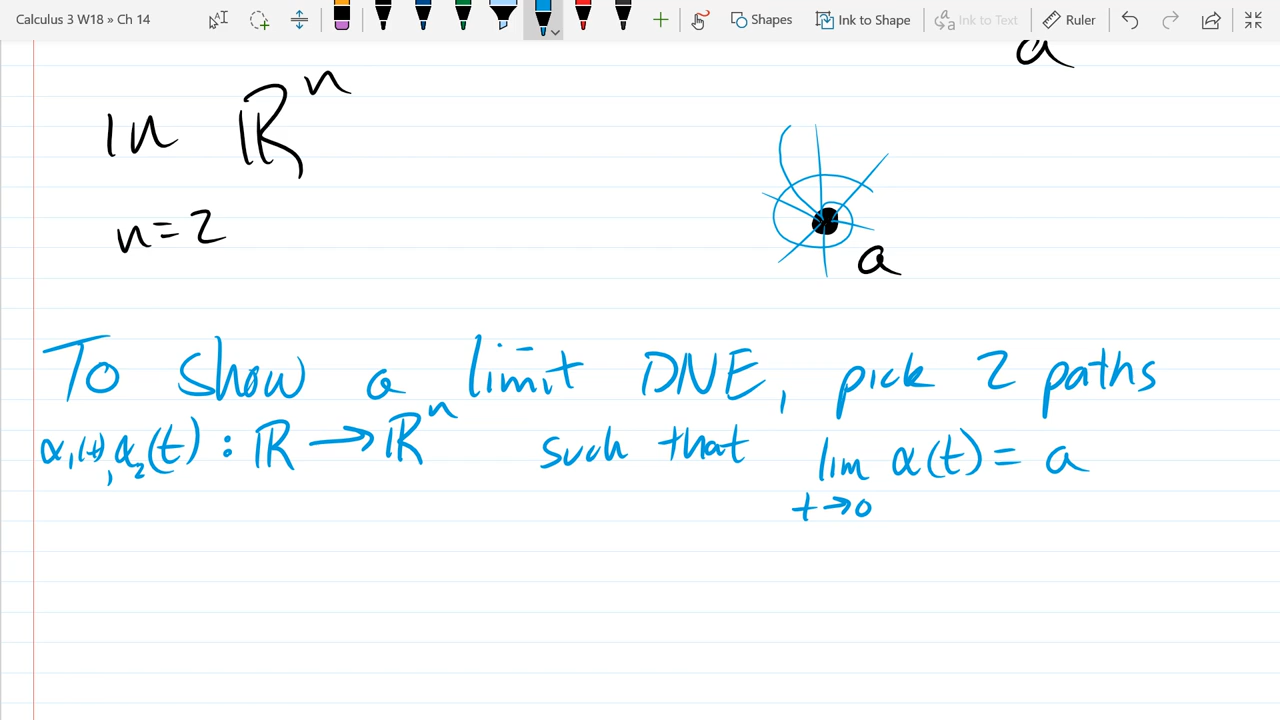 Calculus 3 W18 » Ch 14
Shapes
Ink to Shape
Ink to Text
Ruler
a
in ℝⁿ
n=2
a
To show a limit DNE, pick 2 paths
α₁(t), α₂(t) : ℝ → ℝⁿ such that lim α(t) = a
t→0